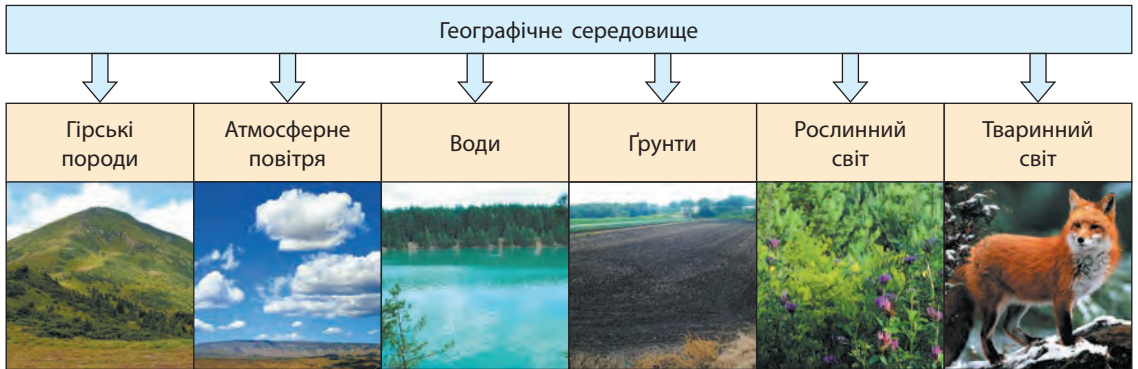 Географічне середовище
Гірські
породи
Атмосферне
повітря
Води
Ґрунти
Рослинний
світ
Тваринний
світ